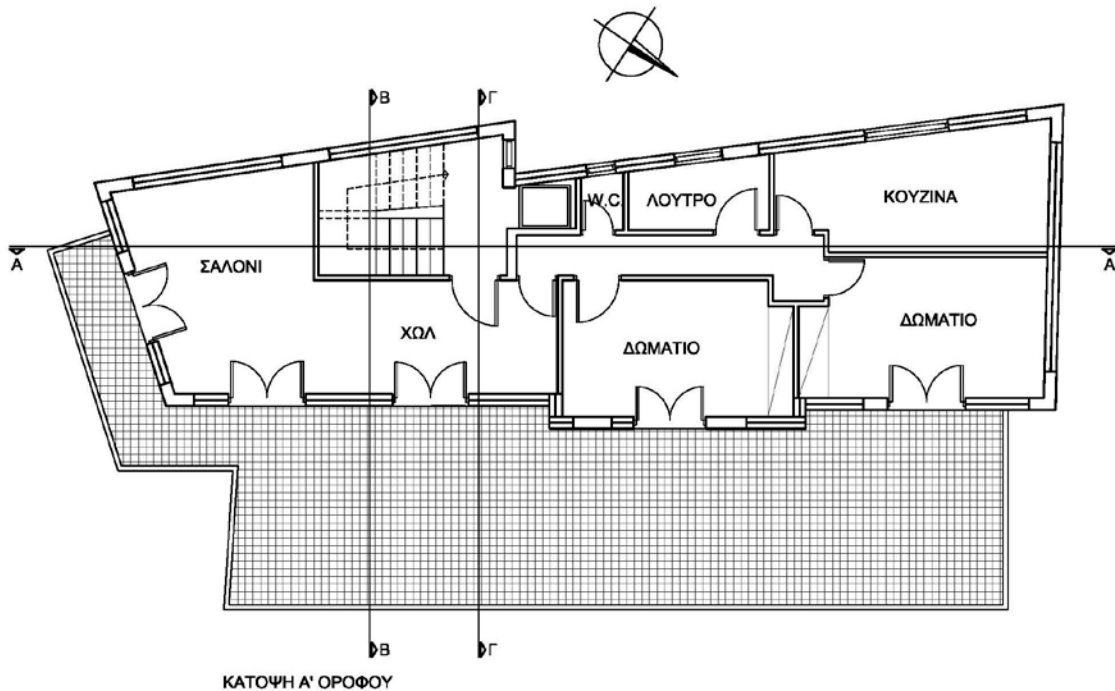 Β Γ
W.C. ΛΟΥΤΡΟ ΚΟΥΖΙΝΑ
Α ΣΑΛΟΝΙ Α
ΧΩΛ ΔΩΜΑΤΙΟ ΔΩΜΑΤΙΟ
Β Γ
ΚΑΤΟΨΗ Α' ΟΡΟΦΟΥ